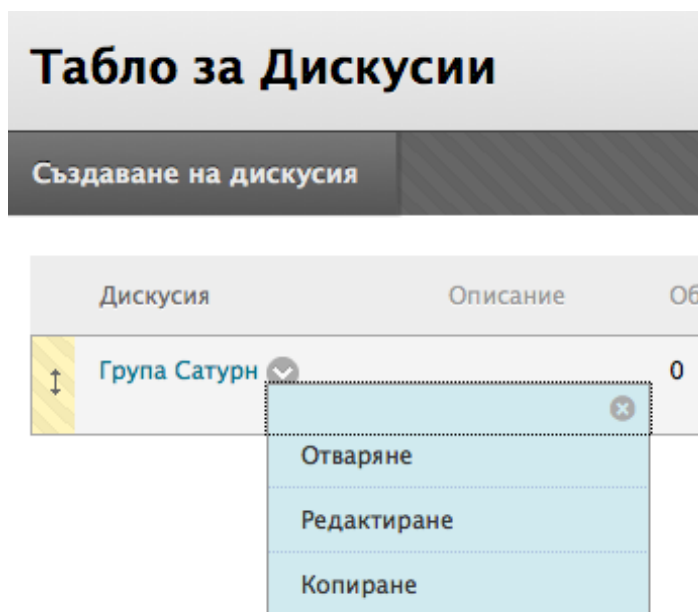 Табло за Дискусии
Създаване на дискусия
Дискусия Описание
Група Сатурн 0
Отваряне
Редактиране
Копиране